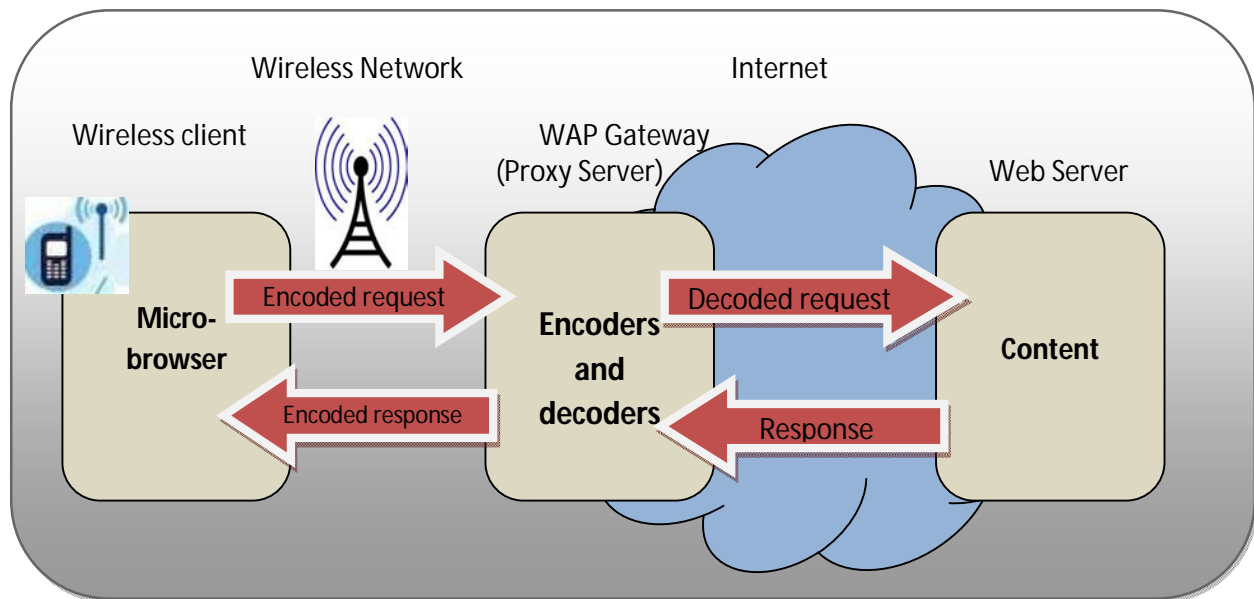 Wireless Network
Internet
Wireless client
WAP Gateway
(Proxy Server)
Web Server
Encoded request
Decoded request
Micro-
browser
Encoders
and
decoders
Content
Encoded response
Response